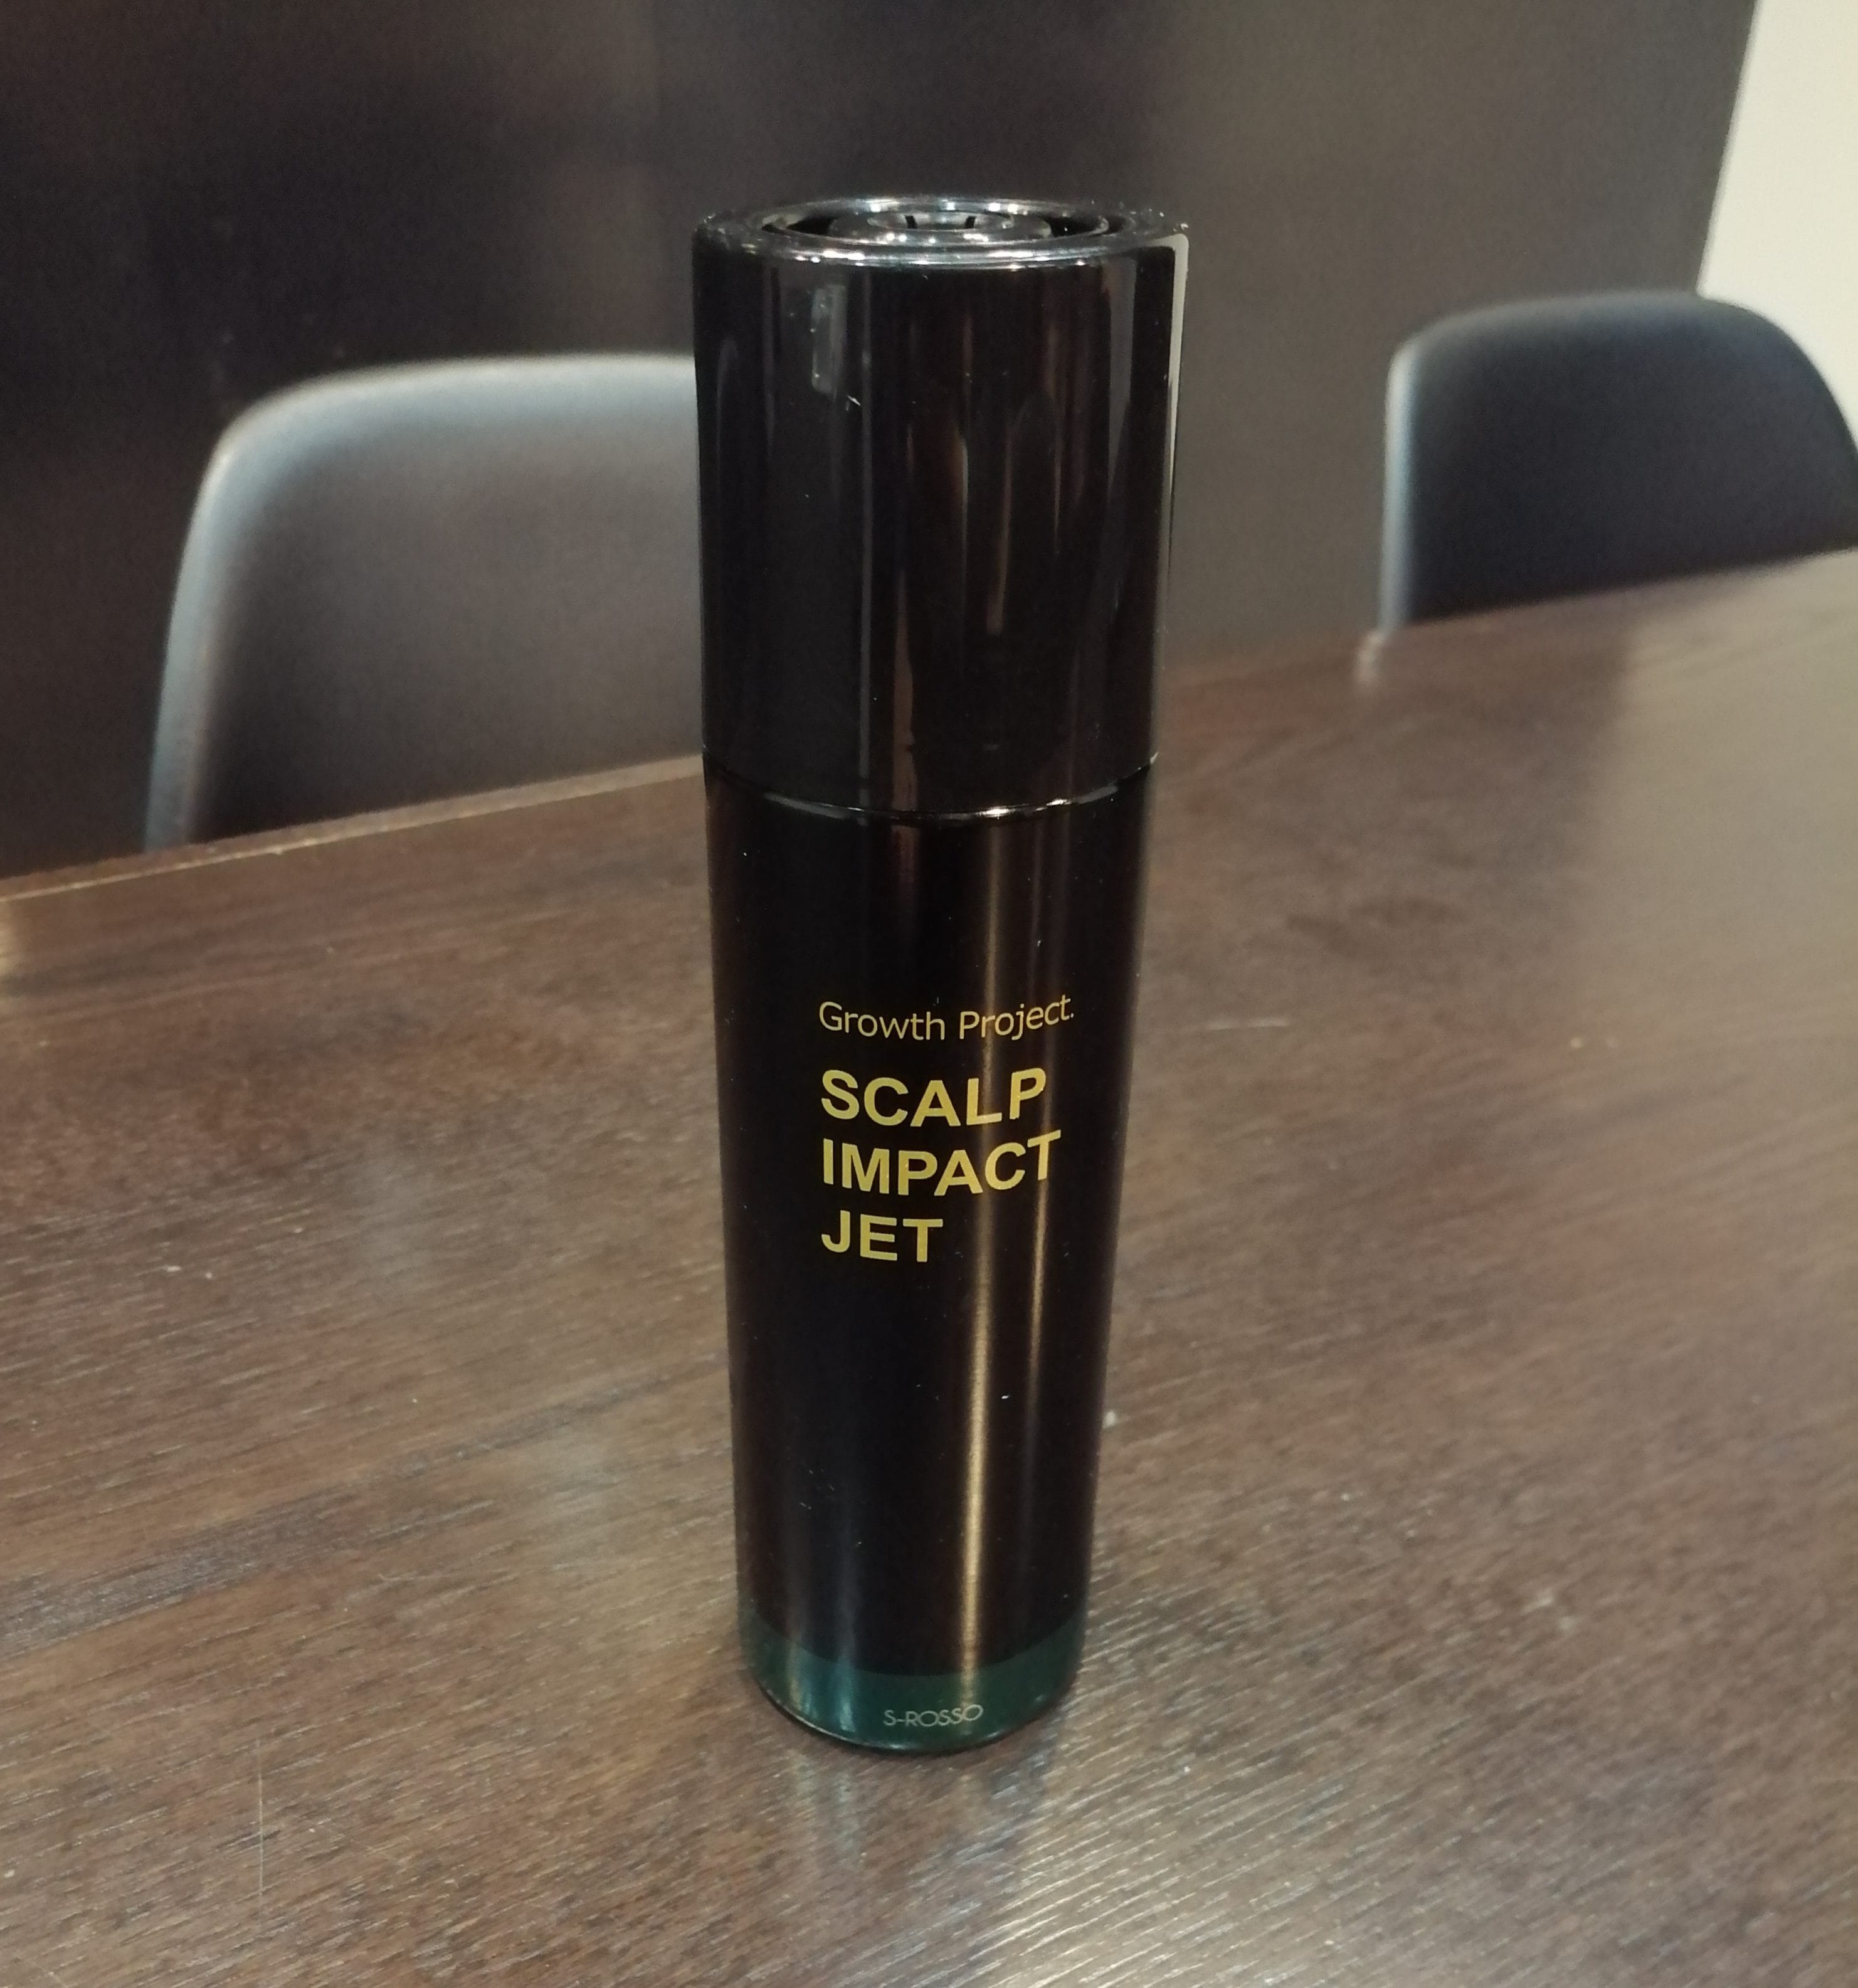 Growth Project.
SCALP
IMPACT
JET
S-ROSSO